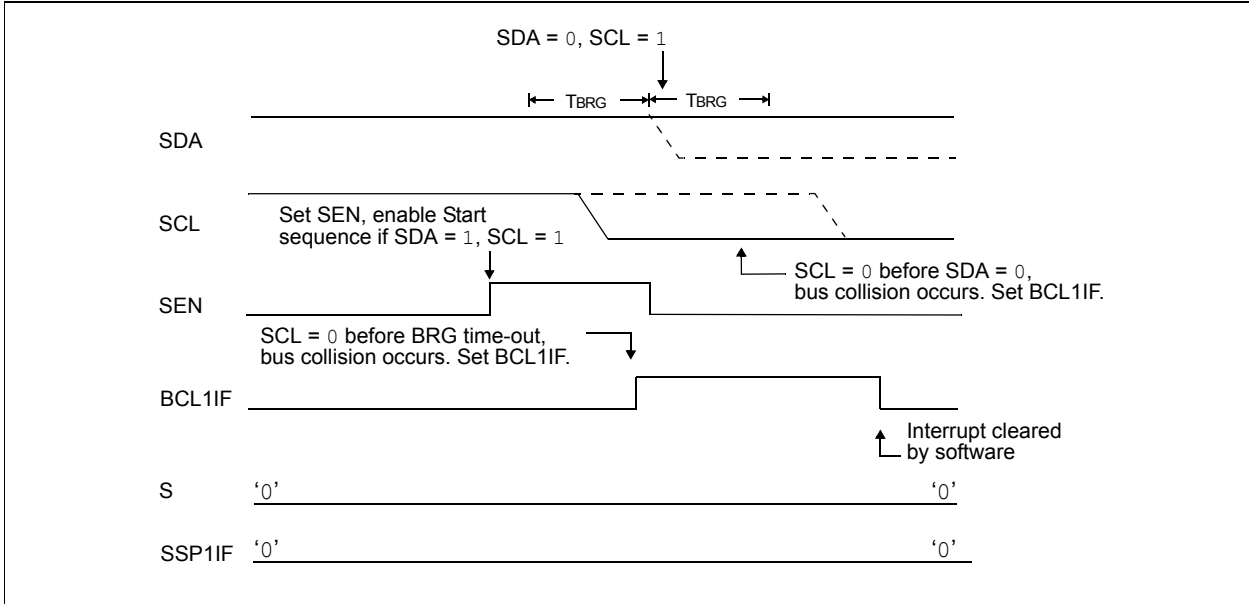 SDA = 0, SCL = 1
TBRG TBRG
SDA
SCL
Set SEN, enable Start
sequence if SDA = 1, SCL = 1
SCL = 0 before SDA = 0,
bus collision occurs. Set BCL1IF.
SEN
SCL = 0 before BRG time-out,
bus collision occurs. Set BCL1IF.
BCL1IF
Interrupt cleared
by software
S ‘0’ ‘0’
SSP1IF ‘0’ ‘0’